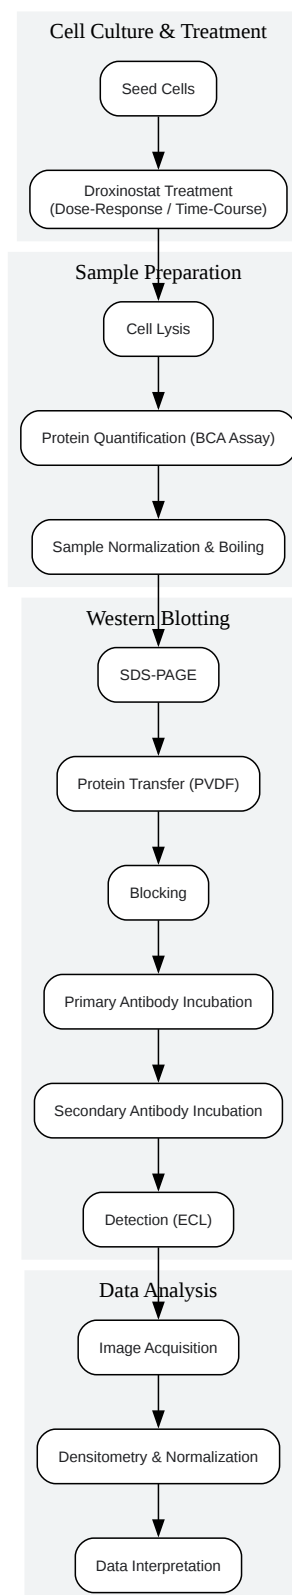 Cell Culture & Treatment
Seed Cells
Droxinostat Treatment
(Dose-Response / Time-Course)
Sample Preparation
Cell Lysis
Protein Quantification (BCA Assay)
Sample Normalization & Boiling
Western Blotting
SDS-PAGE
Protein Transfer (PVDF)
Blocking
Primary Antibody Incubation
Secondary Antibody Incubation
Detection (ECL)
Data Analysis
Image Acquisition
Densitometry & Normalization
Data Interpretation